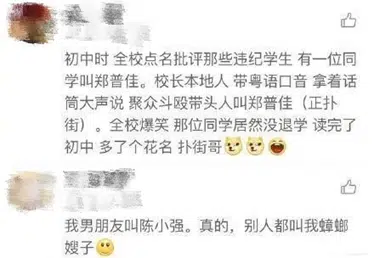 初中时 全校点名批评那些违纪学生 有一位同
学叫郑普佳。校长本地人 带粤语口音 拿着话
筒大声说 聚众斗殴带头人叫郑普佳（正扑
街）。全校爆笑 那位同学居然没退学 读完了
初中 多了个花名 扑街哥
我男朋友叫陈小强。真的，别人都叫我蟑螂
嫂子